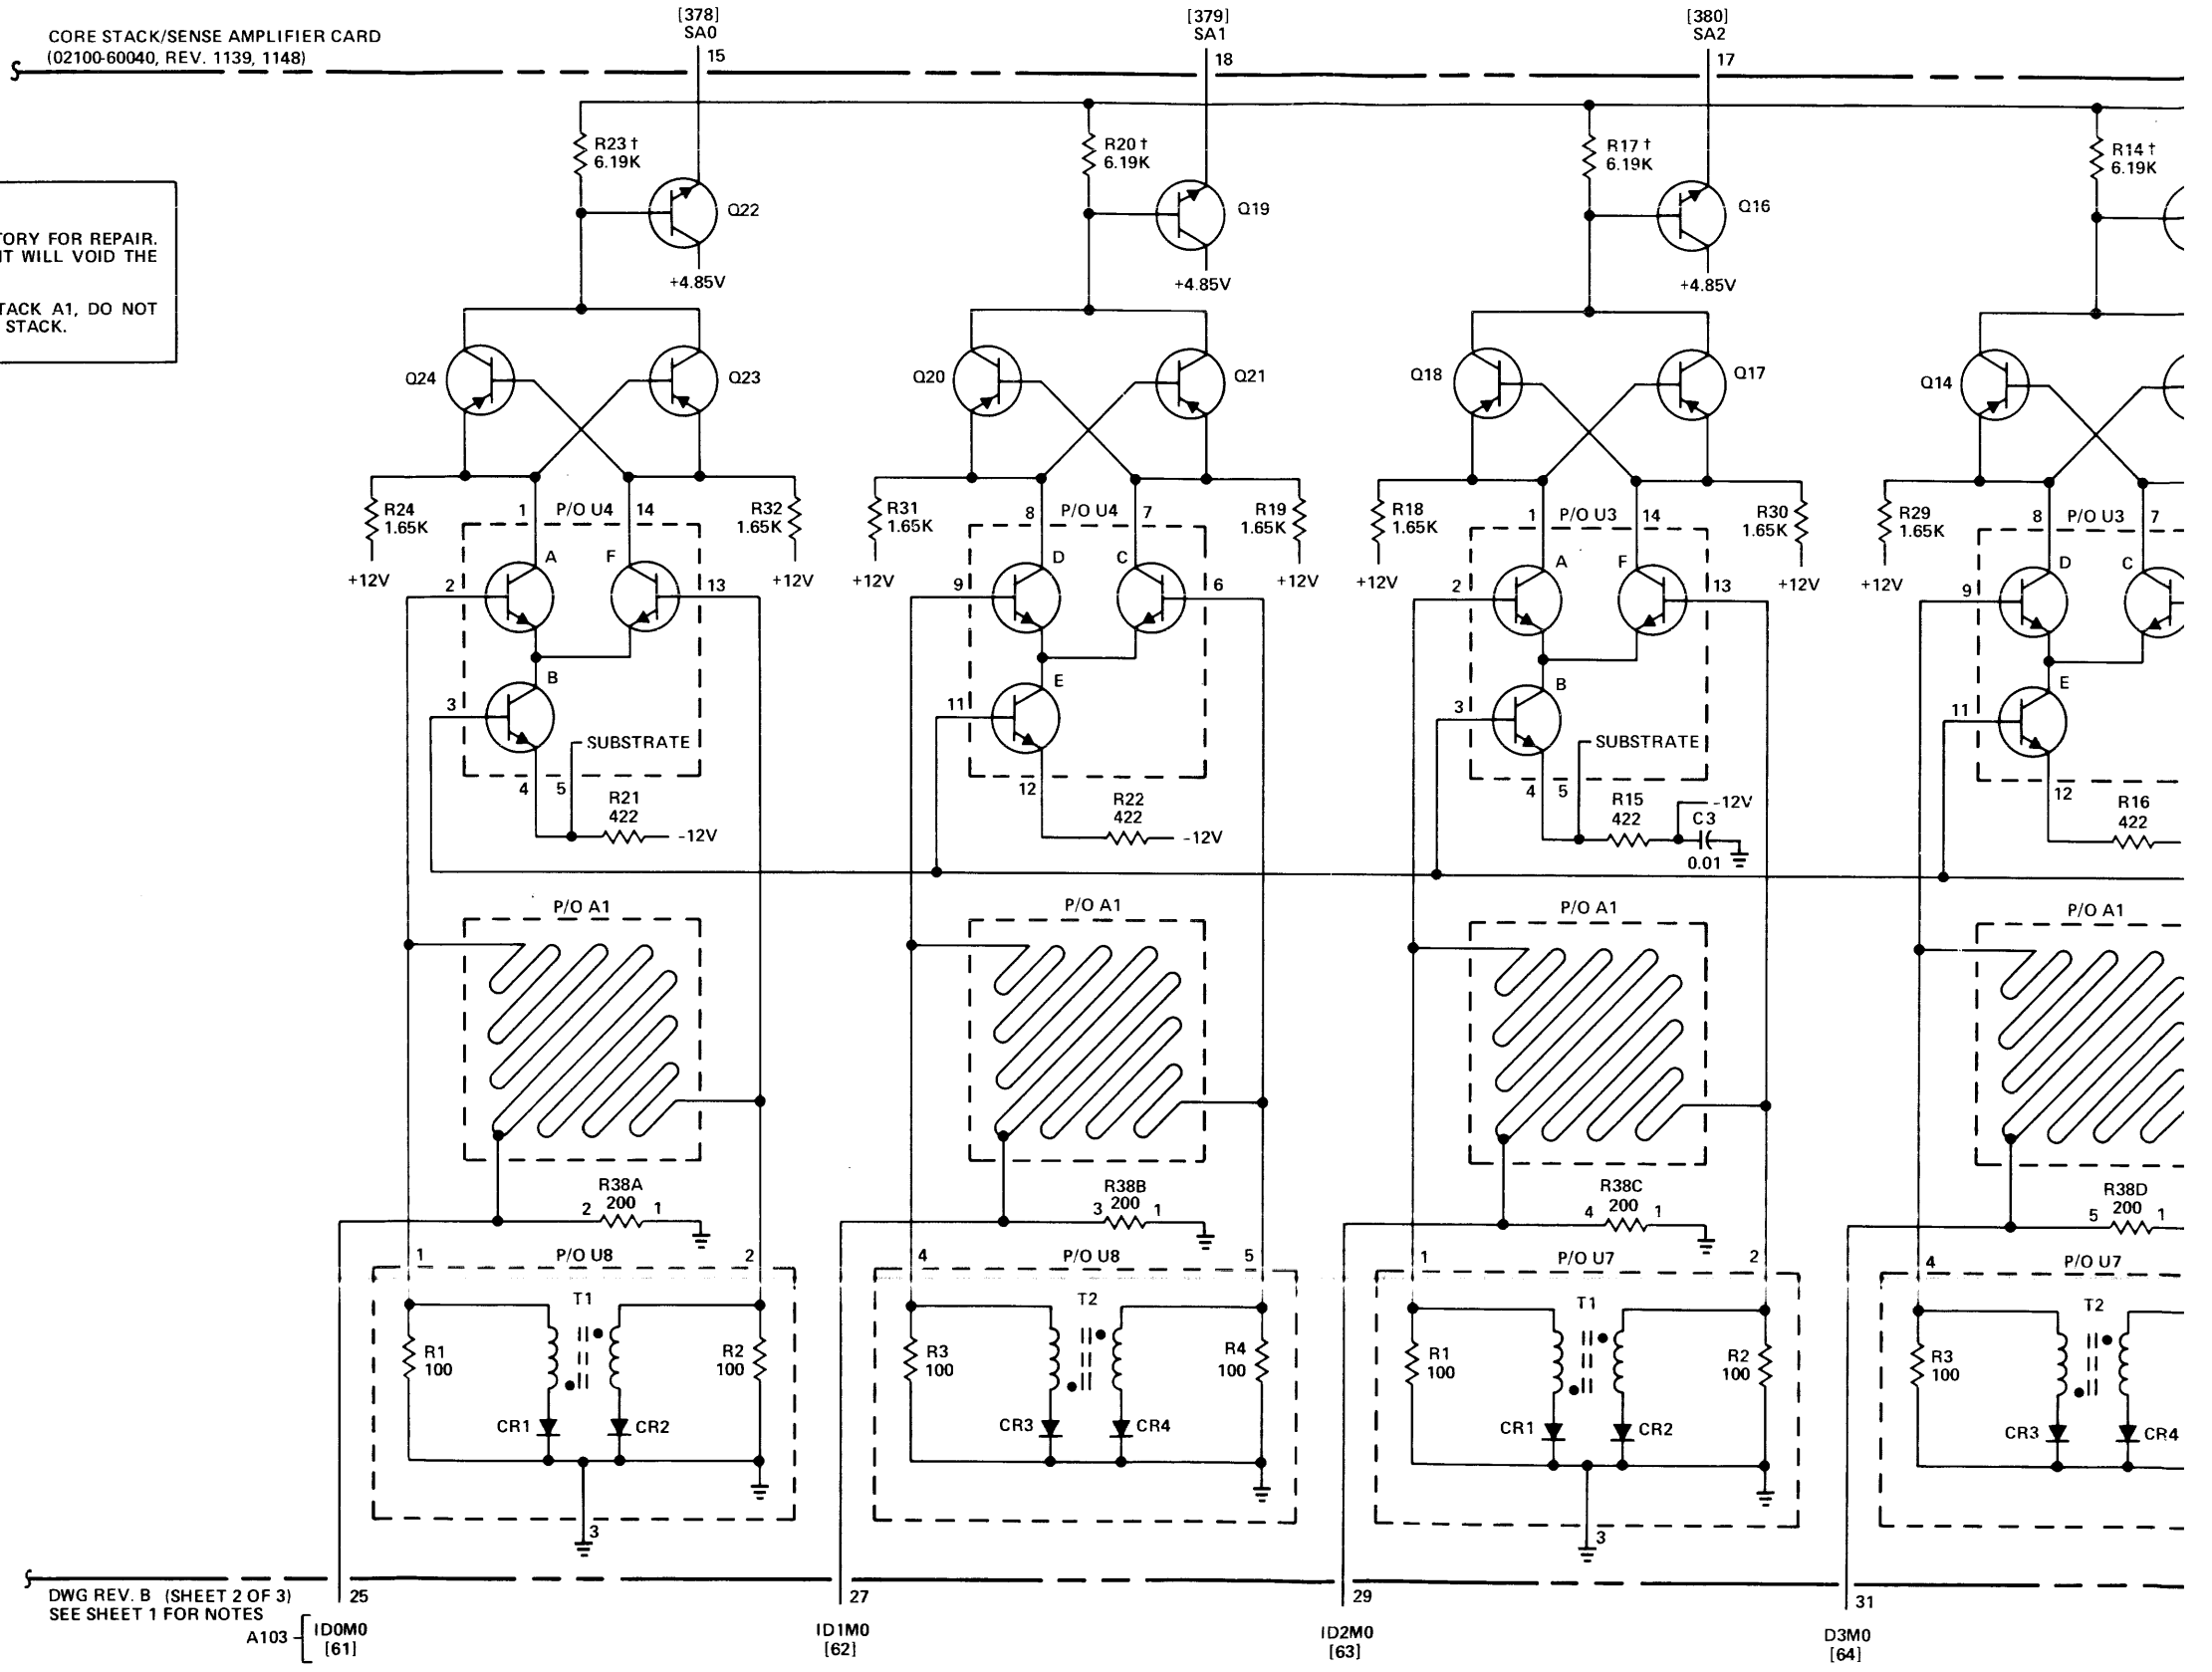 [378]
SA0
[379]
SA1
[380]
SA2
CORE STACK/SENSE AMPLIFIER CARD
(02100-60040, REV. 1139, 1148)
15
18
17
R23†
6.19K
R20†
6.19K
R17†
6.19K
R14†
6.19K
Q22
Q19
Q16
TORY FOR REPAIR.
IT WILL VOID THE
TACK A1, DO NOT
STACK.
+4.85V
+4.85V
+4.85V
Q24
Q23
Q20
Q21
Q18
Q17
Q14
R24
1.65K
1
P/O U4
14
R32
1.65K
R31
1.65K
8
P/O U4
7
R19
1.65K
R18
1.65K
1
P/O U3
14
R30
1.65K
R29
1.65K
8
P/O U3
7
+12V
A
F
+12V
+12V
D
C
+12V
+12V
A
F
+12V
+12V
D
C
2
13
9
6
2
13
9
B
E
B
E
3
11
3
11
SUBSTRATE
SUBSTRATE
4
5
R21
422
-12V
12
R22
422
-12V
4
5
R15
422
-12V
C3
0.01
12
R16
422
P/O A1
P/O A1
P/O A1
P/O A1
R38A
200
2
1
R38B
200
3
1
R38C
200
4
1
R38D
200
5
1
1
P/O U8
2
4
P/O U8
5
1
P/O U7
2
4
P/O U7
T1
T2
T1
T2
R1
100
R2
100
R3
100
R4
100
R1
100
R2
100
R3
100
CR1
CR2
CR3
CR4
CR1
CR2
CR3
CR4
3
3
DWG REV. B (SHEET 2 OF 3)
SEE SHEET 1 FOR NOTES
25
27
29
31
A103
ID0M0
[61]
ID1M0
[62]
ID2M0
[63]
D3M0
[64]